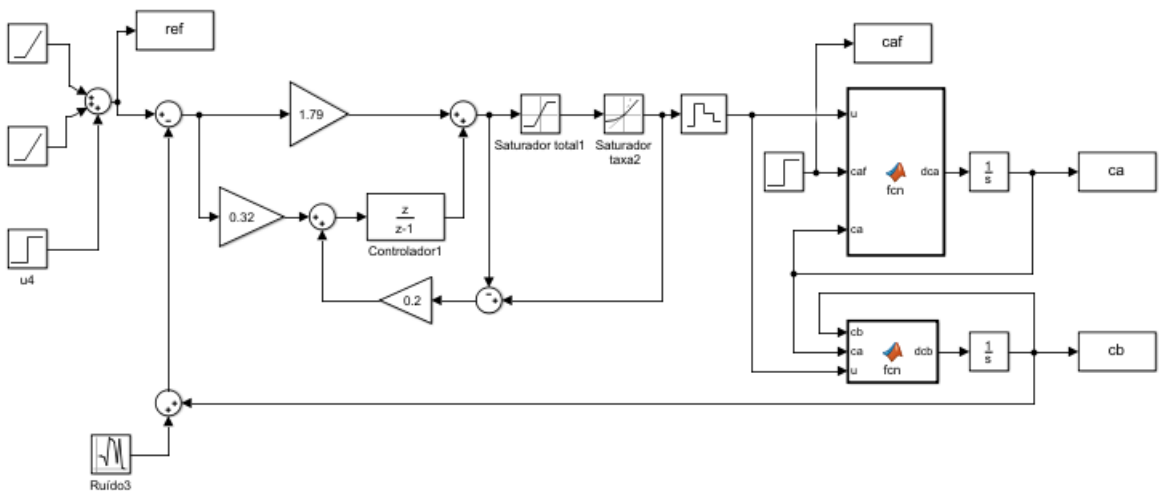 ref
caf
1.79
Saturador total1
Saturador
taxa2
u
caf
ca
fcn
dca
1
s
ca
0.32
z
z-1
Controlador1
u4
0.2
cb
ca
u
fcn
dcb
1
s
cb
Ruído3